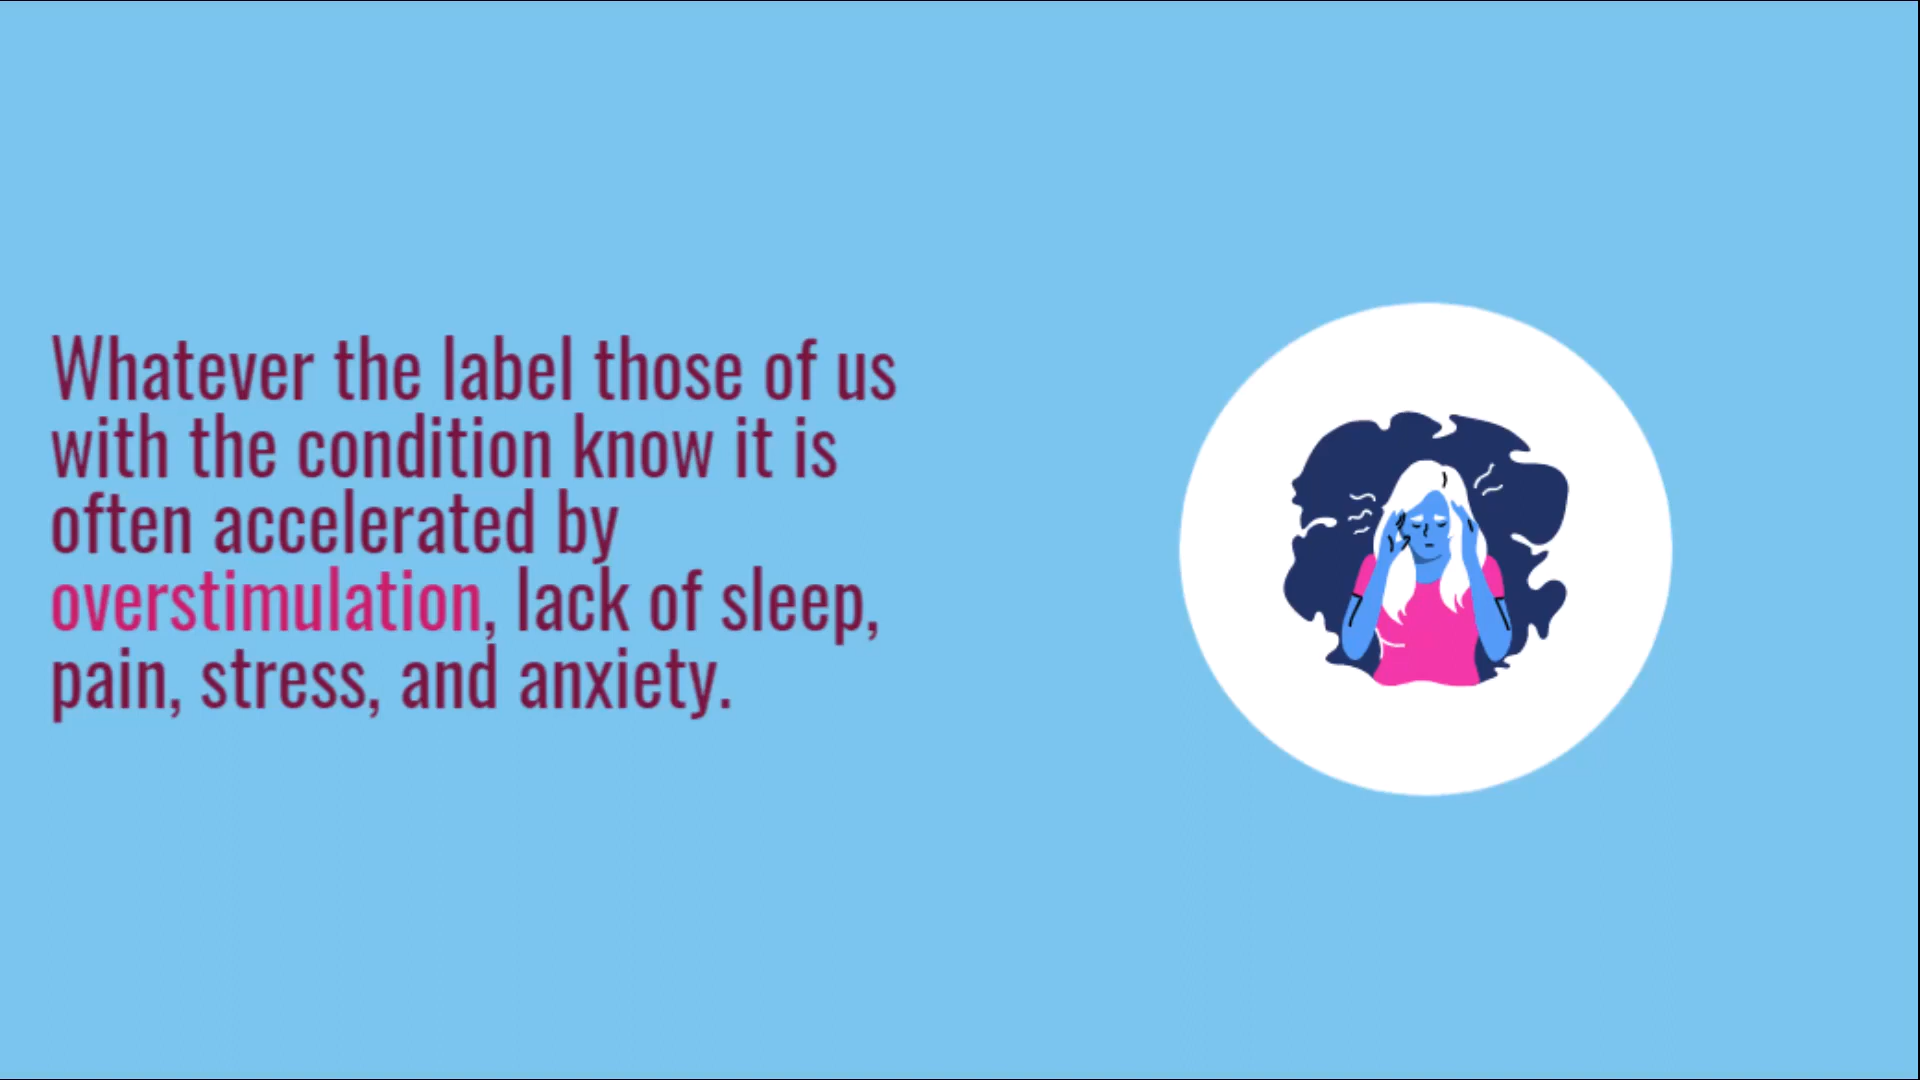 Whatever the label those of us
with the condition know it is
often accelerated by
overstimulation, lack of sleep,
pain, stress, and anxiety.